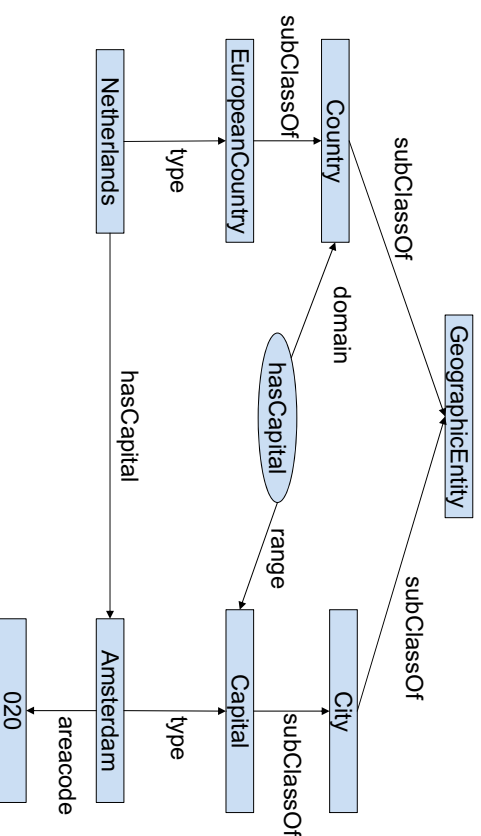 GeographicEntity
subClassOf
subClassOf
Country
City
domain
subClassOf
hasCapital
range
subClassOf
EuropeanCountry
Capital
type
type
hasCapital
Netherlands
Amsterdam
areacode
020